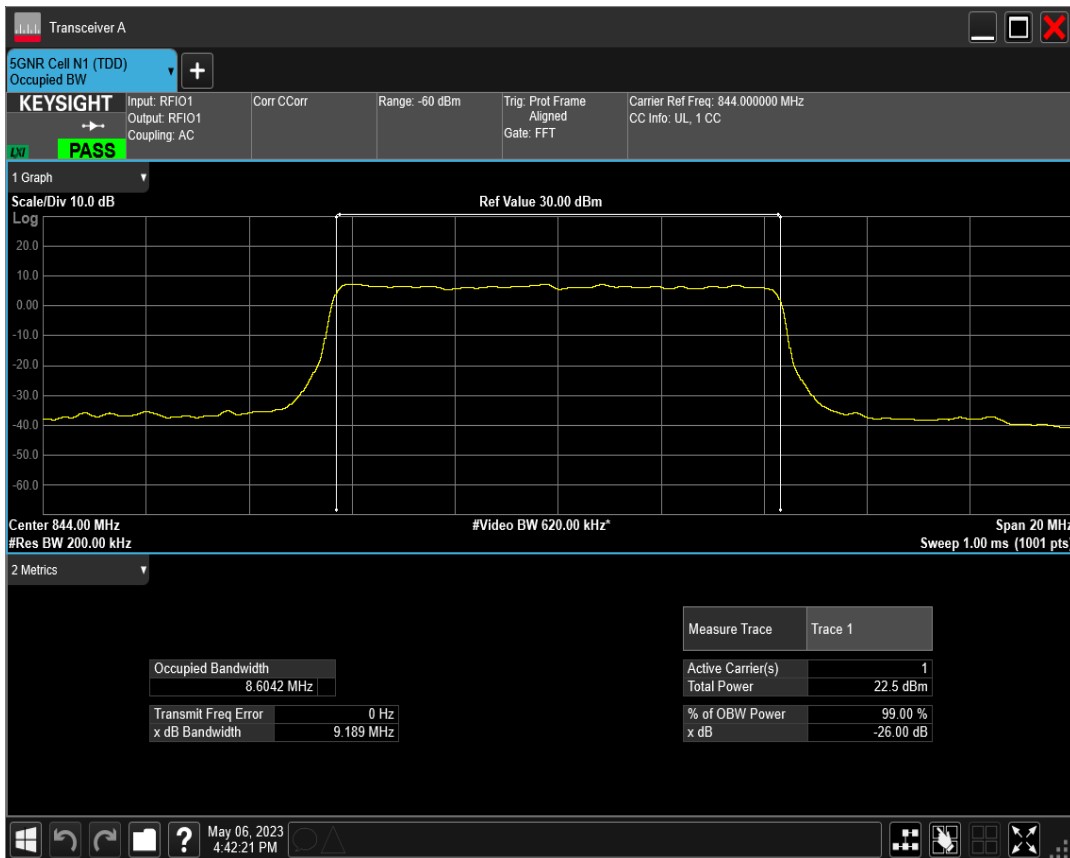 Transceiver A
5GNR Cell N1 (TDD)
Occupied BW
+
KEYSIGHT
LXI
PASS
Input: RFIO1
Output: RFIO1
Coupling: AC
Corr CCorr
Range: -60 dBm
Trig: Prot Frame
Aligned
Gate: FFT
Carrier Ref Freq: 844.000000 MHz
CC Info: UL, 1 CC
1 Graph
Scale/Div 10.0 dB
Ref Value 30.00 dBm
Log
20.0
10.0
0.00
-10.0
-20.0
-30.0
-40.0
-50.0
-60.0
Center 844.00 MHz
#Video BW 620.00 kHz*
Span 20 MHz
#Res BW 200.00 kHz
Sweep 1.00 ms (1001 pts)
2 Metrics
Measure Trace Trace 1
Occupied Bandwidth
8.6042 MHz
Active Carrier(s) 1
Total Power 22.5 dBm
Transmit Freq Error 0 Hz
x dB Bandwidth 9.189 MHz
% of OBW Power 99.00 %
x dB -26.00 dB
?
May 06, 2023
4:42:21 PM